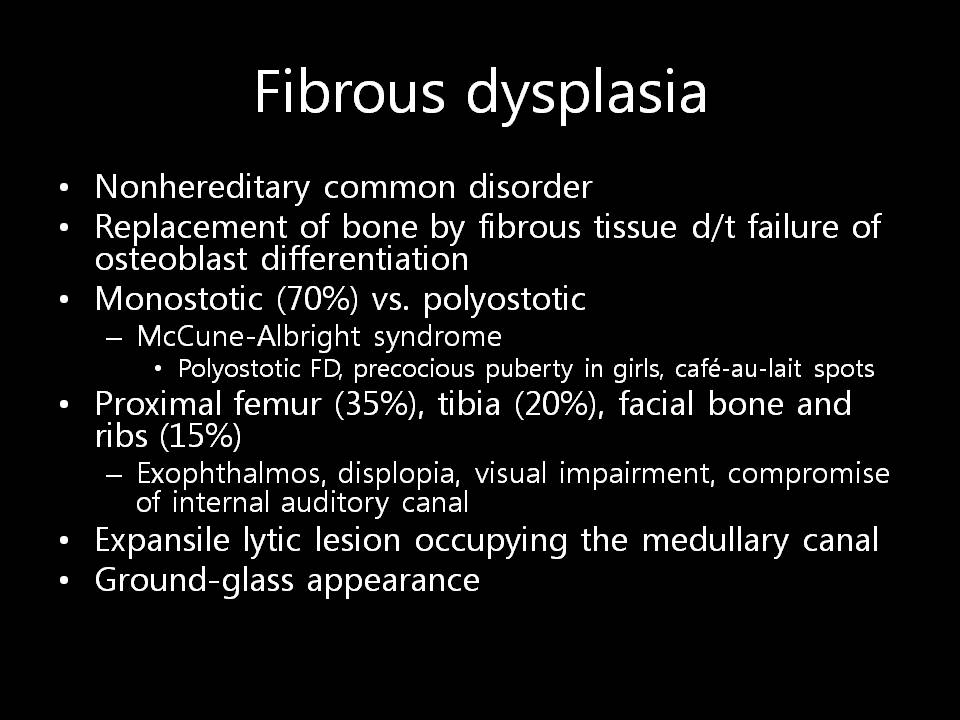 Fibrous dysplasia
• Nonhereditary common disorder
• Replacement of bone by fibrous tissue d/t failure of
osteoblast differentiation
• Monostotic (70%) vs. polyostotic
– McCune-Albright syndrome
• Polyostotic FD, precocious puberty in girls, café-au-lait spots
• Proximal femur (35%), tibia (20%), facial bone and
ribs (15%)
– Exophthalmos, displopia, visual impairment, compromise
of internal auditory canal
• Expansile lytic lesion occupying the medullary canal
• Ground-glass appearance